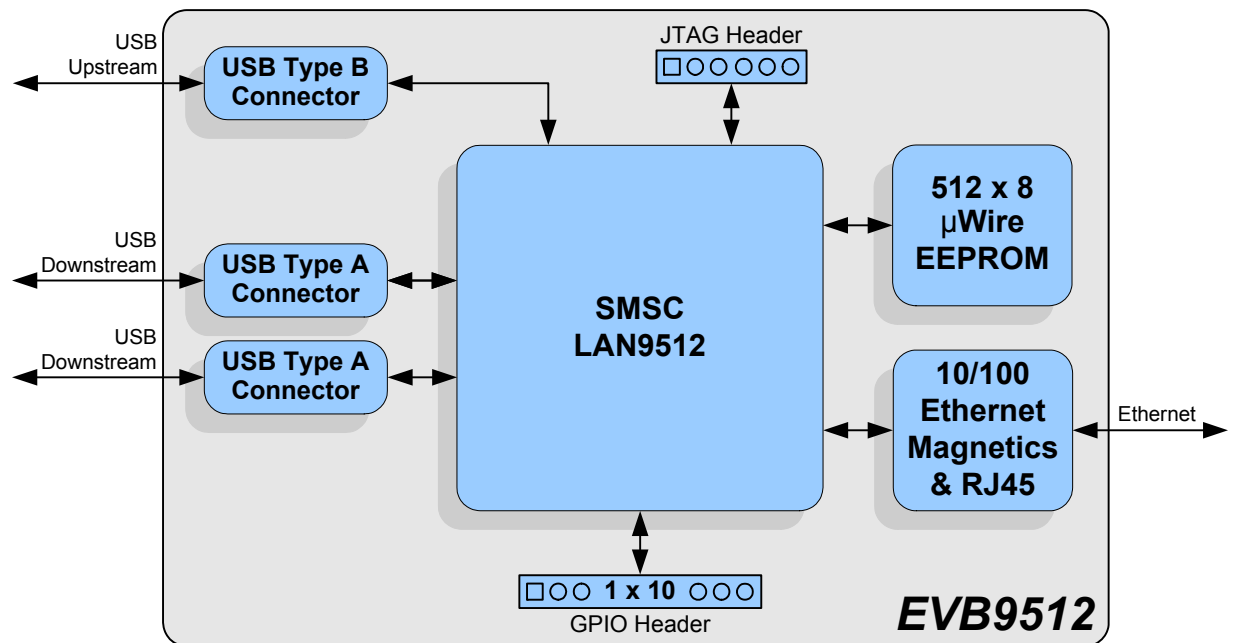 USB
Upstream
USB Type B
Connector
JTAG Header
512 x 8
µWire
EEPROM
USB
Downstream
USB Type A
Connector
SMSC
LAN9512
USB
Downstream
USB Type A
Connector
10/100
Ethernet
Magnetics
& RJ45
Ethernet
1 x 10
GPIO Header
EVB9512